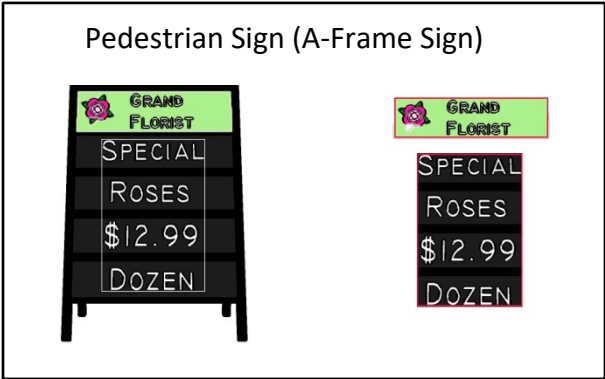 Pedestrian Sign (A-Frame Sign)
GRAND
FLORIST
SPECIAL
ROSES
$12.99
DOZEN
GRAND
FLORIST
SPECIAL
ROSES
$12.99
DOZEN